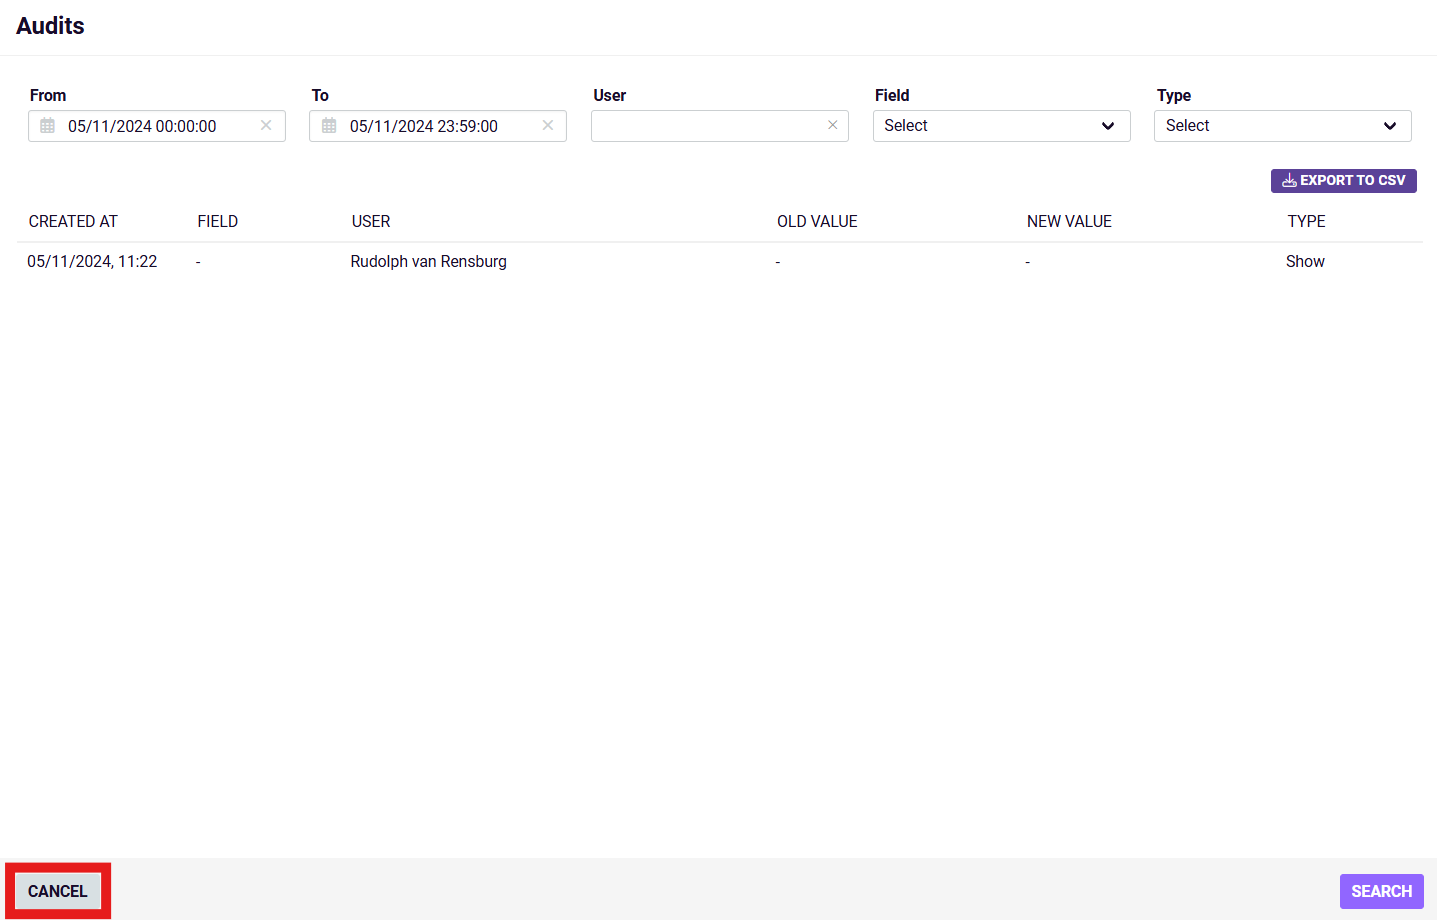 Audits
From To User Field Type
05/11/2024 00:00:00 05/11/2024 23:59:00 Select Select
EXPORT TO CSV
CREATED AT FIELD USER OLD VALUE NEW VALUE TYPE
05/11/2024, 11:22 - Rudolph van Rensburg - - Show
CANCEL SEARCH